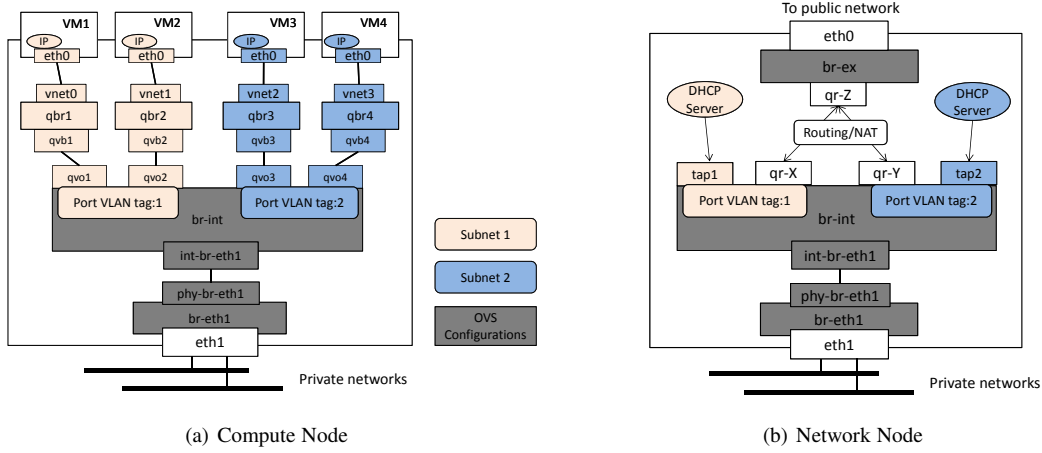 VM1 VM2 VM3 VM4
IP IP IP IP
eth0 eth0 eth0 eth0
vnet0 vnet1 vnet2 vnet3
qbr1 qbr2 qbr3 qbr4
qvb1 qvb2 qvb3 qvb4
qvo1 qvo2 qvo3 qvo4
Port VLAN tag:1 Port VLAN tag:2
br-int
int-br-eth1
phy-br-eth1
br-eth1
eth1
Private networks
(a) Compute Node
Subnet 1
Subnet 2
OVS
Configurations
To public network
eth0
br-ex
qr-Z
DHCP
Server
DHCP
Server
Routing/NAT
tap1 qr-X qr-Y tap2
Port VLAN tag:1 Port VLAN tag:2
br-int
int-br-eth1
phy-br-eth1
br-eth1
eth1
Private networks
(b) Network Node